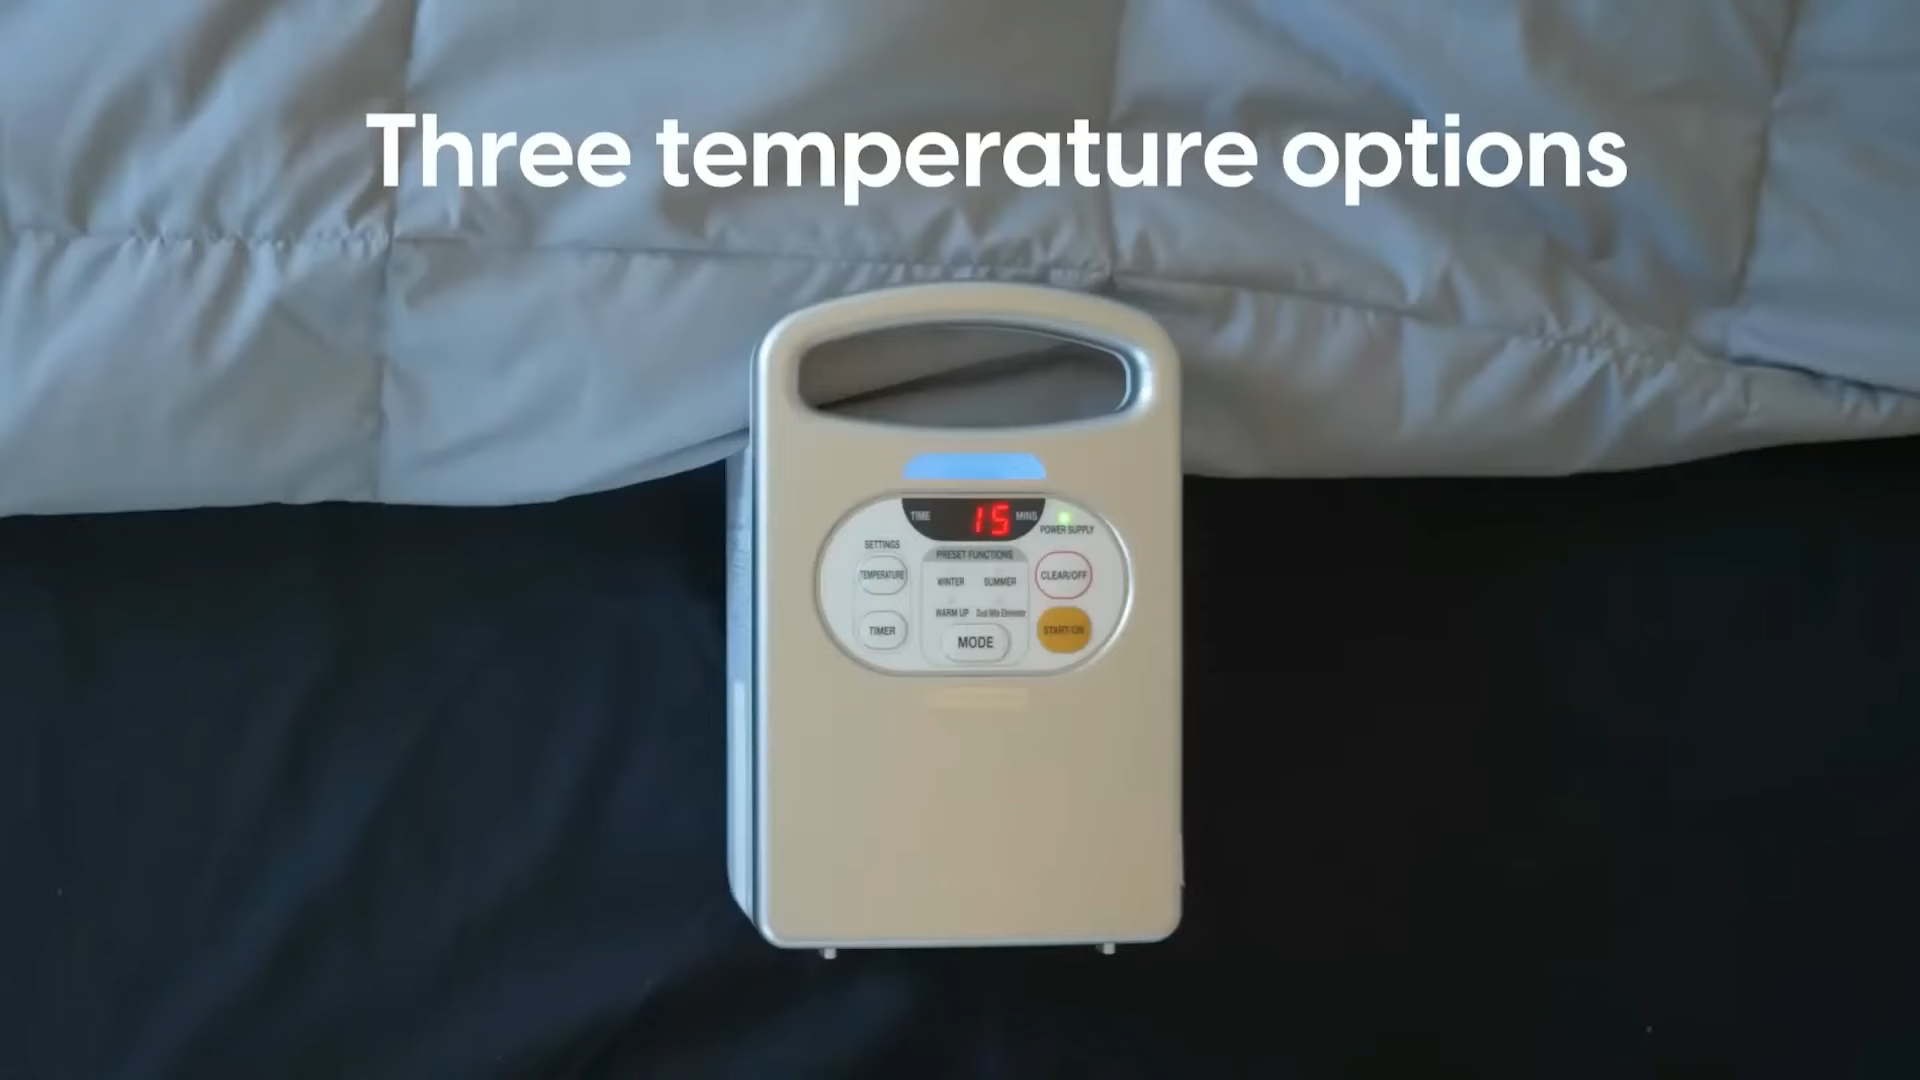 Three temperature options
TIME 15 MINS
POWER SUPPLY
SETTINGS
PRESET FUNCTIONS
TEMPERATURE
WINTER SUMMER
CLEAR/OFF
WARM UP Dust Mite Eliminator
TIMER
MODE
START/ON